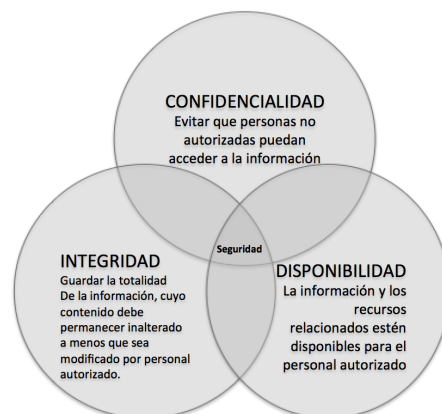 CONFIDENCIALIDAD
Evitar que personas no
autorizadas puedan
acceder a la información
Seguridad
INTEGRIDAD
Guardar la totalidad
De la información, cuyo
contenido debe
permanecer inalterado
a menos que sea
modificado por personal
autorizado.
DISPONIBILIDAD
La información y los
recursos
relacionados estén
disponibles para el
personal autorizado